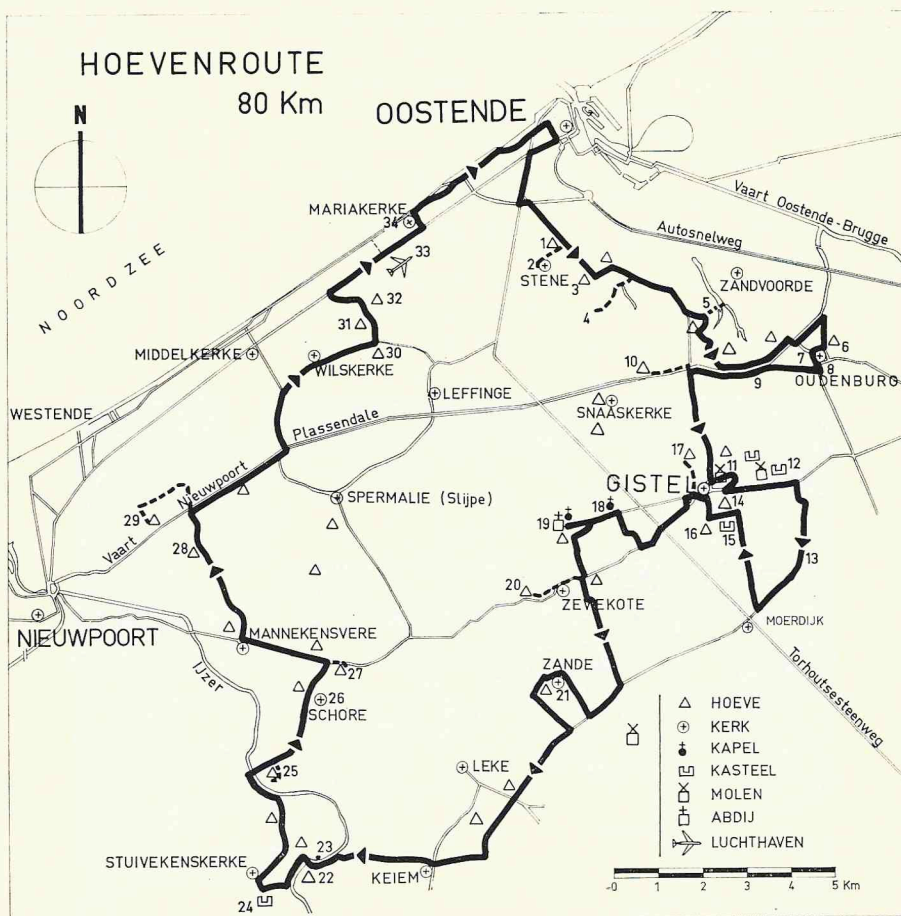 HOEVENROUTE
80 Km
N
OOSTENDE
Vaart Oostende-Brugge
Autosnelweg
MARIAKERKE
34
33
NOORDZEE
1
2
STENE
3
4
5
ZANDVOORDE
32
31
30
MIDDELKERKE
WILSKERKE
10
6
7
8
OUDENBURG
9
LEFFINGE
SNAASKERKE
WESTENDE
Plassendale
17
11
12
GISTEL
14
Nieuwpoort
SPERMALIE (Slijpe)
18
19
16
15
13
29
Vaart
28
20
ZEVEKOTE
MOERDIJK
NIEUWPOORT
MANNEKENSVERE
IJzer
27
ZANDE
21
Torhoutsesteenweg
26
SCHORE
25
LEKE
HOEVE
KERK
KAPEL
KASTEEL
MOLEN
ABDIJ
LUCHTHAVEN
23
STUIVEKENSKERKE
22
KEIEM
24
0 1 2 3 4 5 Km